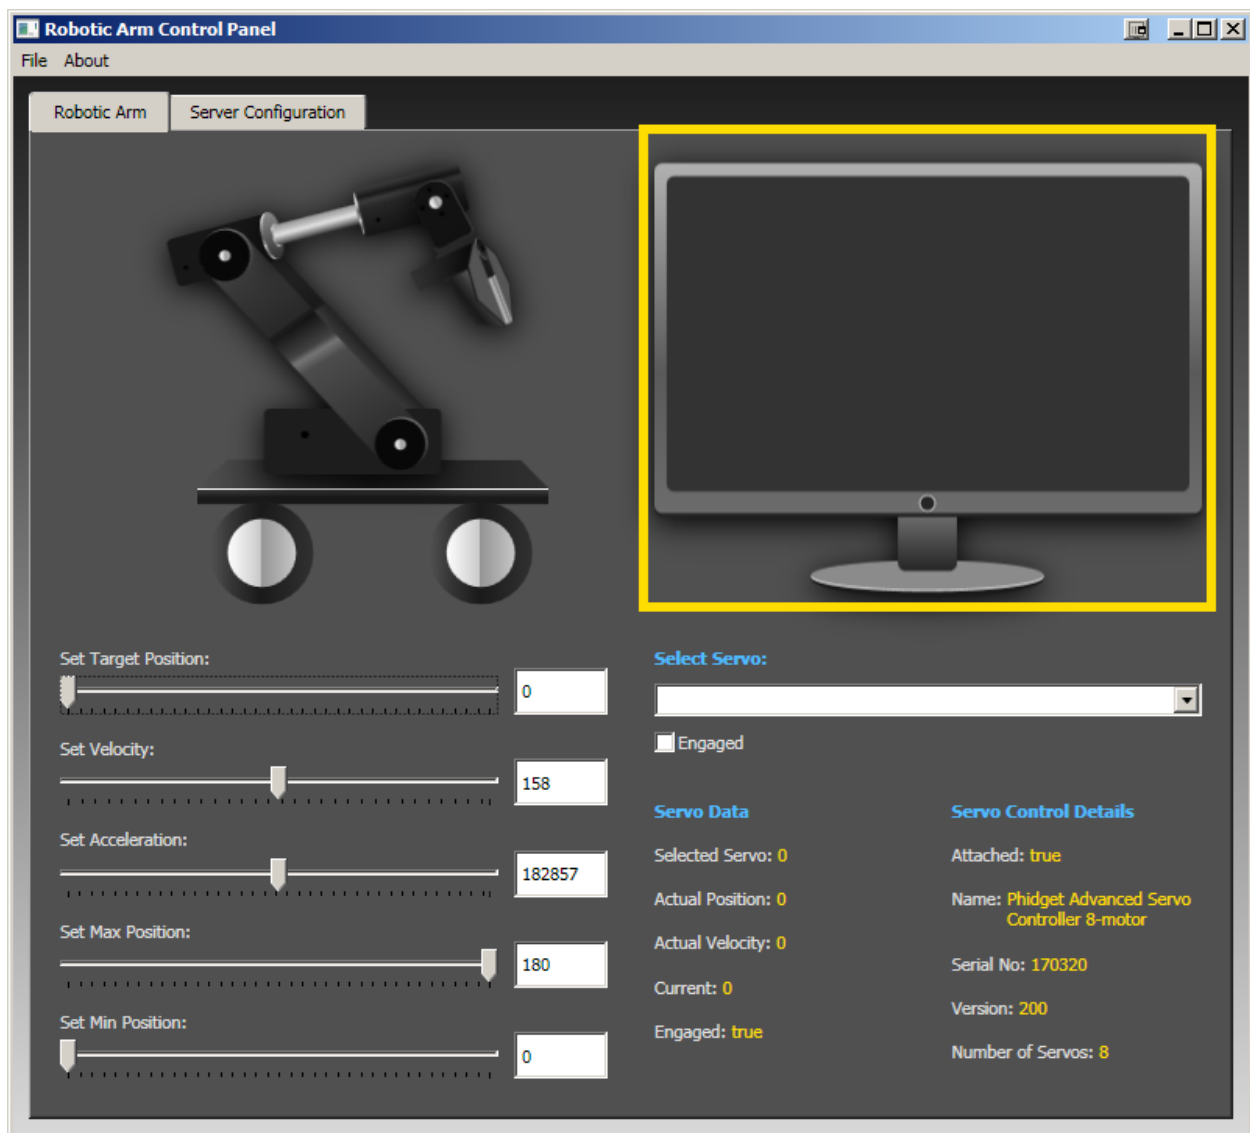 Robotic Arm Control Panel
File About
Robotic Arm Server Configuration
Set Target Position:
0
Set Velocity:
158
Set Acceleration:
182857
Set Max Position:
180
Set Min Position:
0
Select Servo:
Engaged
Servo Data
Selected Servo: 0
Actual Position: 0
Actual Velocity: 0
Current: 0
Engaged: true
Servo Control Details
Attached: true
Name: Phidget Advanced Servo
Controller 8-motor
Serial No: 170320
Version: 200
Number of Servos: 8